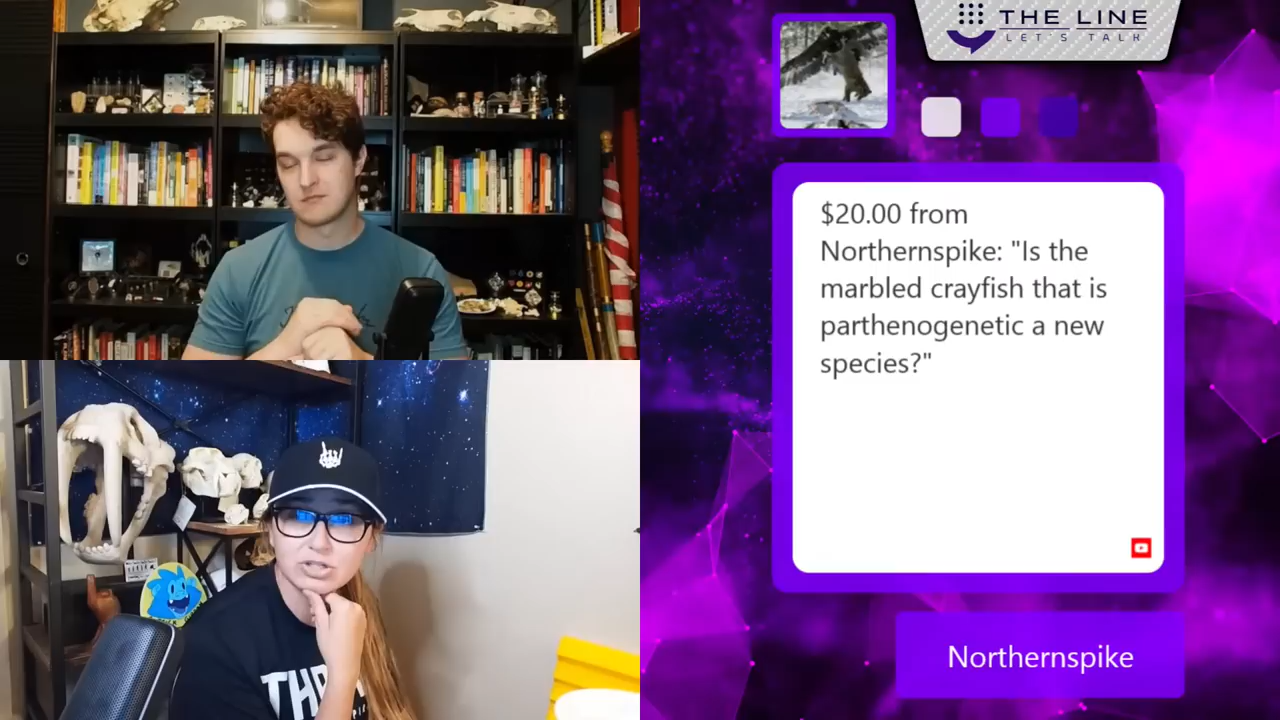 THE LINE
LET'S TALK
$20.00 from
Northernspike: "Is the
marbled crayfish that is
parthenogenetic a new
species?"
Northernspike